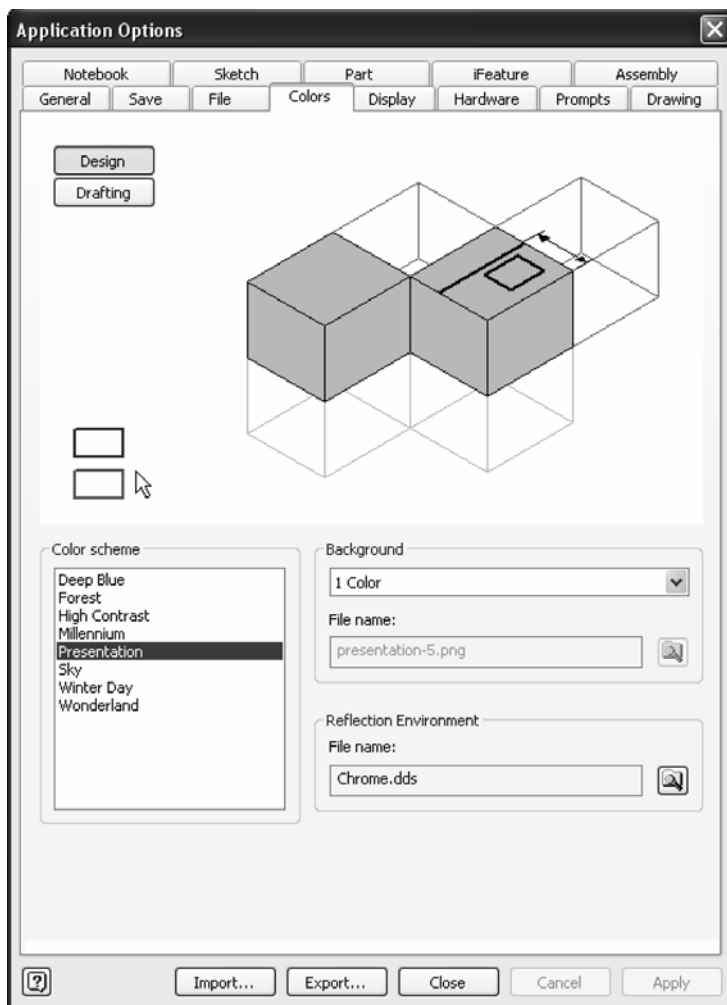 Application Options
Notebook Sketch Part iFeature Assembly
General Save File Colors Display Hardware Prompts Drawing
Design
Drafting
Color scheme
Deep Blue
Forest
High Contrast
Millennium
Presentation
Sky
Winter Day
Wonderland
Background
1 Color
File name:
presentation-5.png
Reflection Environment
File name:
Chrome.dds
? Import... Export... Close Cancel Apply